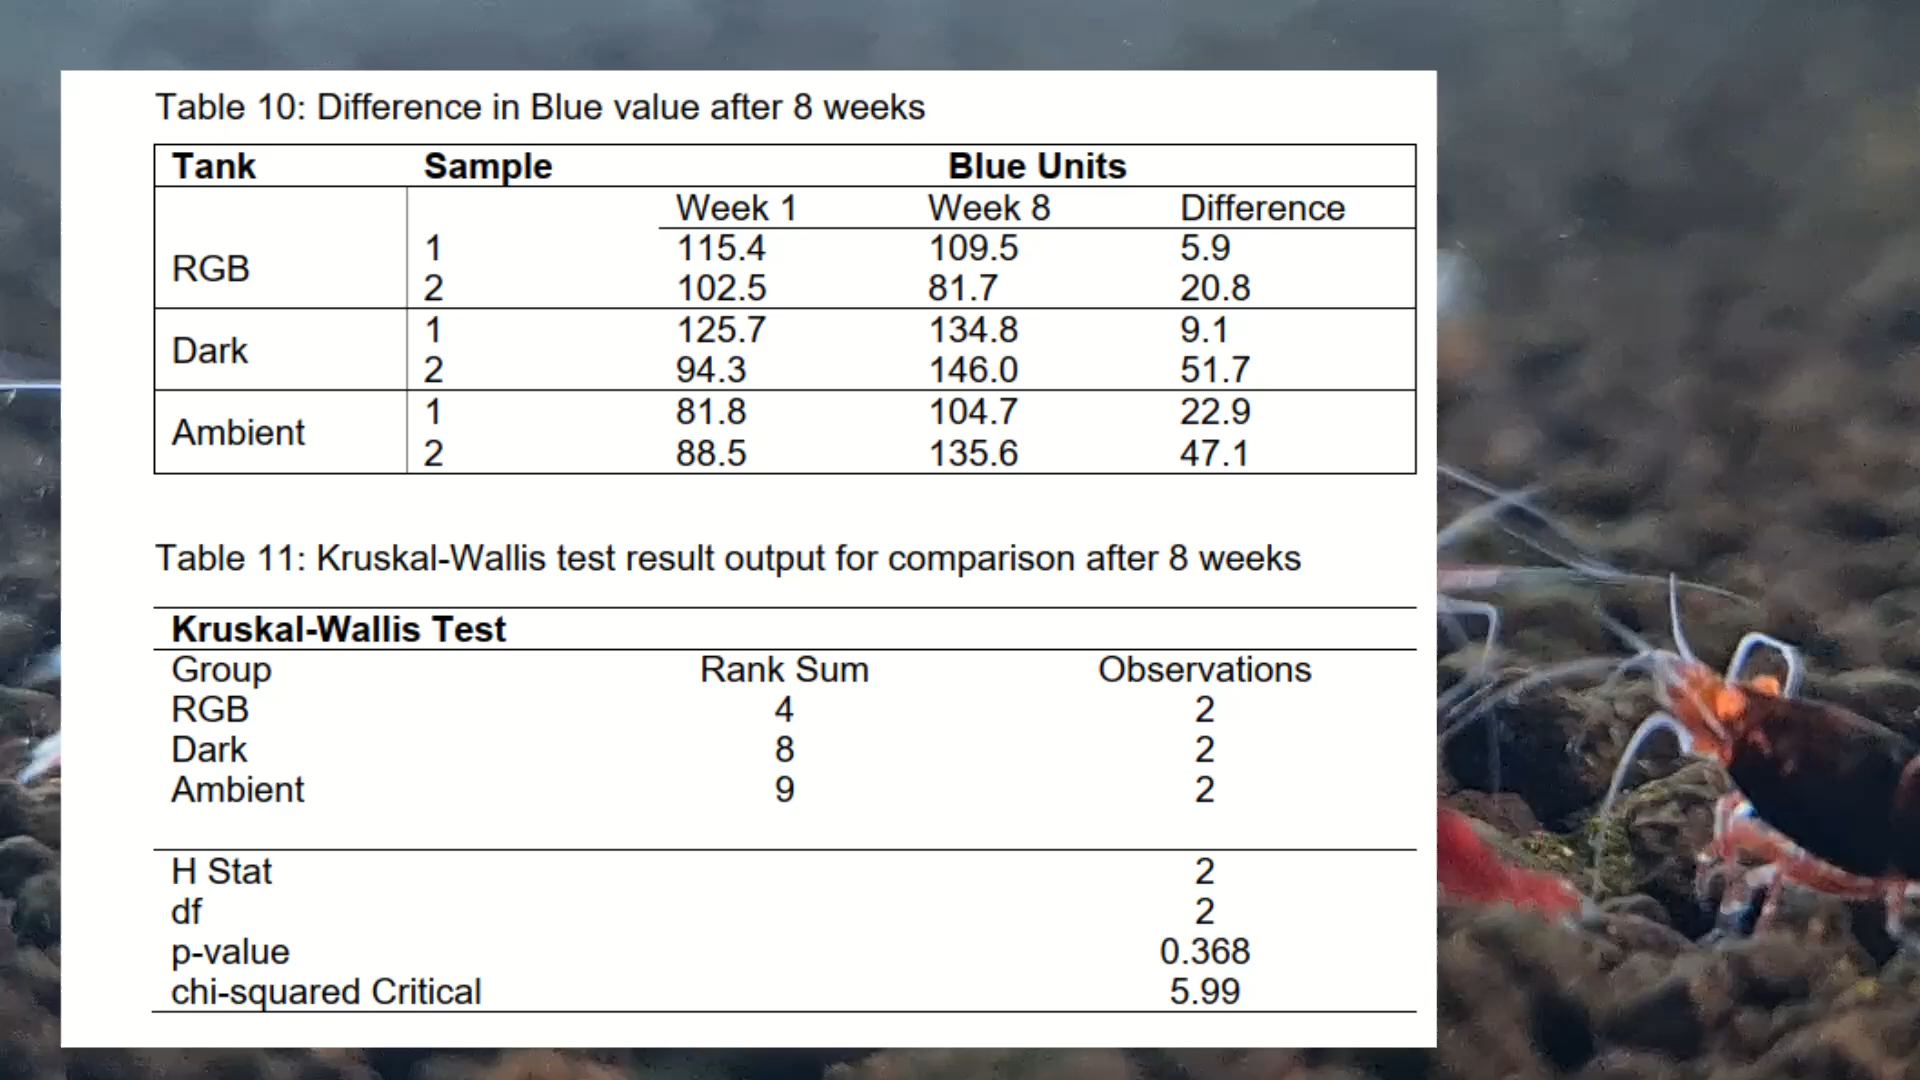 Table 10: Difference in Blue value after 8 weeks
Tank Sample Blue Units
Week 1 Week 8 Difference
RGB 1 115.4 109.5 5.9
2 102.5 81.7 20.8
Dark 1 125.7 134.8 9.1
2 94.3 146.0 51.7
Ambient 1 81.8 104.7 22.9
2 88.5 135.6 47.1
Table 11: Kruskal-Wallis test result output for comparison after 8 weeks
Kruskal-Wallis Test
Group Rank Sum Observations
RGB 4 2
Dark 8 2
Ambient 9 2
H Stat 2
df 2
p-value 0.368
chi-squared Critical 5.99